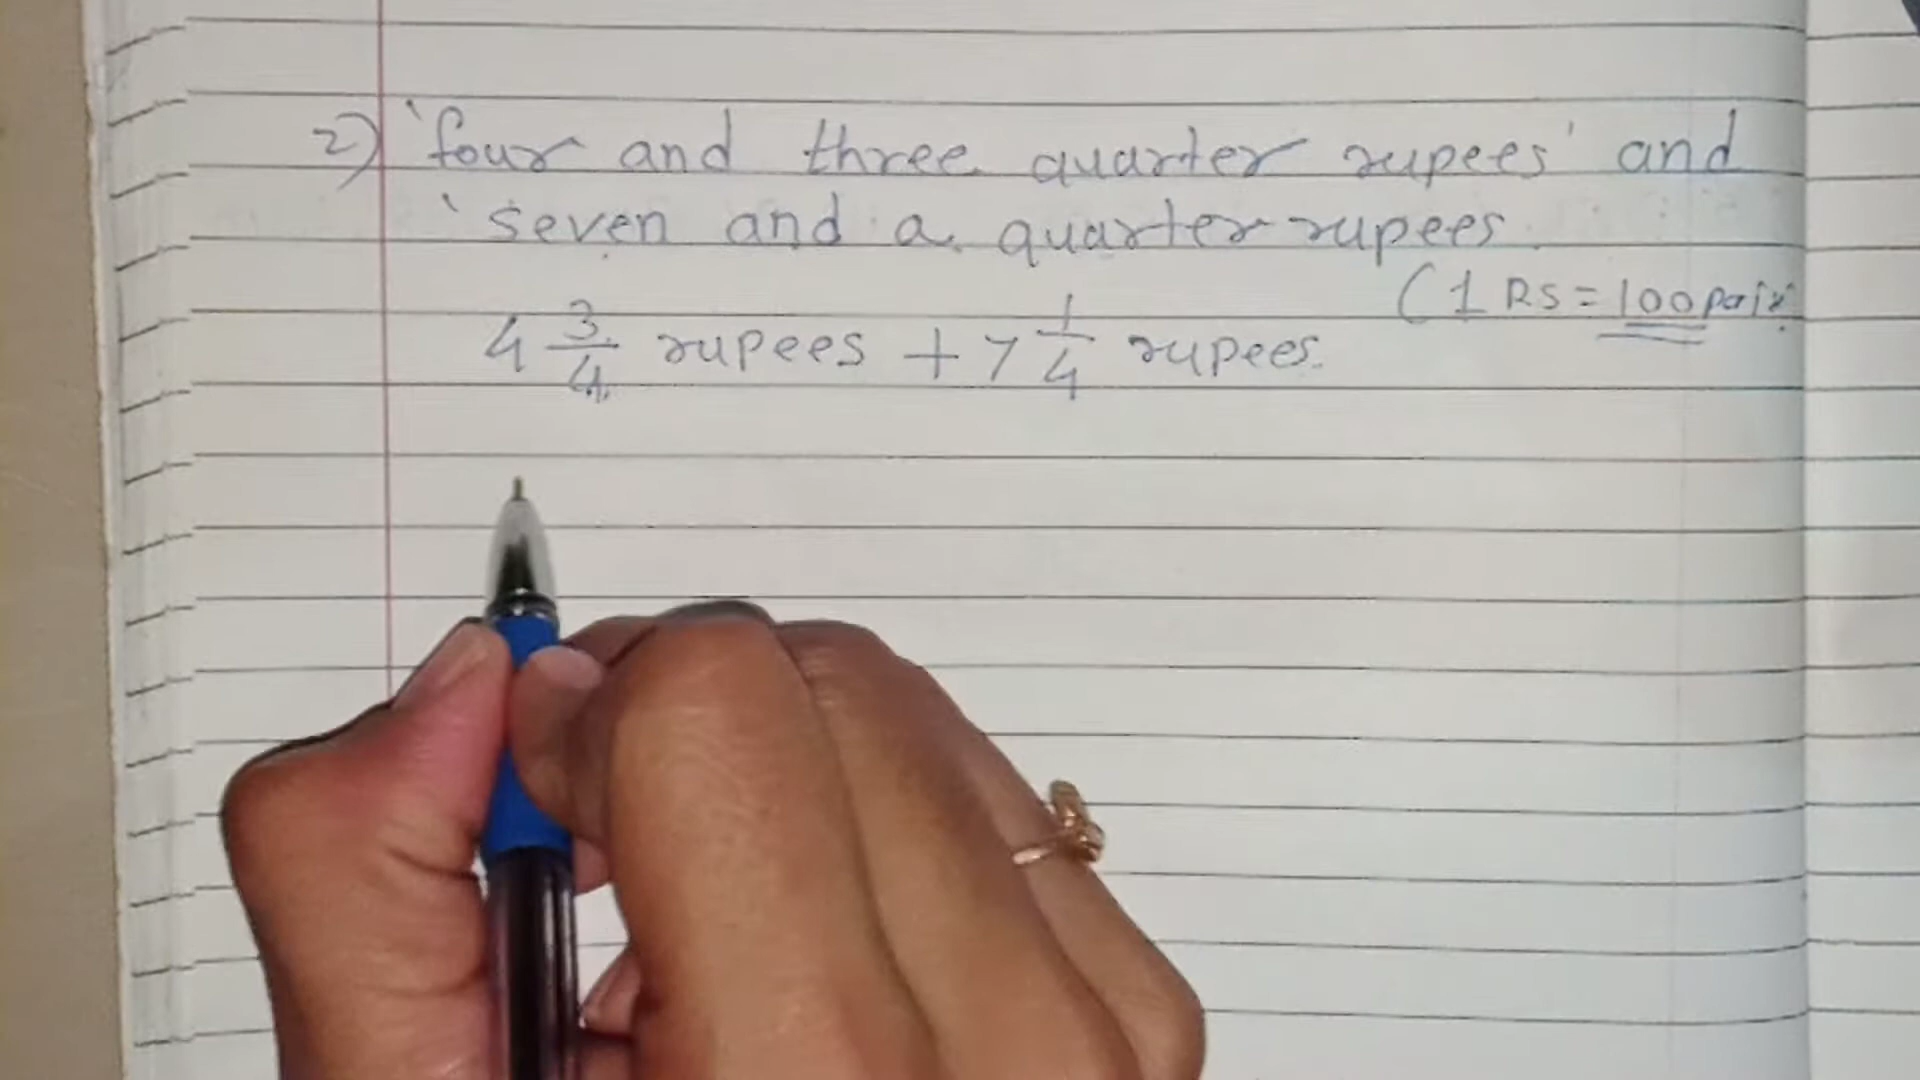 2) 'four and three quarter rupees' and
'seven and a quarter rupees.
(1 RS = 100 paix
4 3/4 rupees + 7 1/4 rupees.